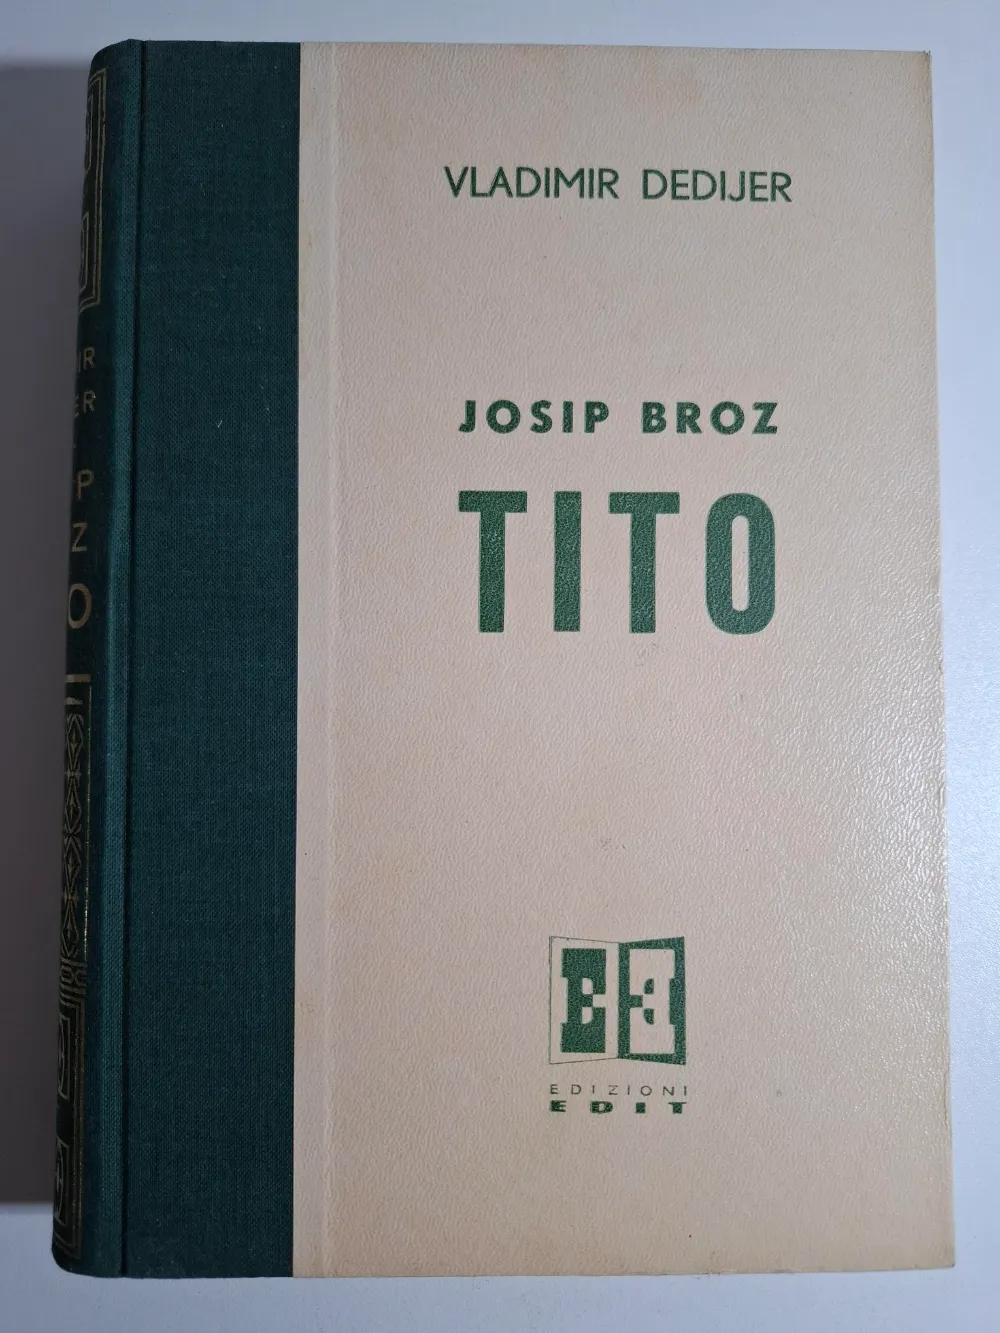 VLADIMIR DEDIJER
JOSIP BROZ
TITO
E E
EDIZIONI
EDIT